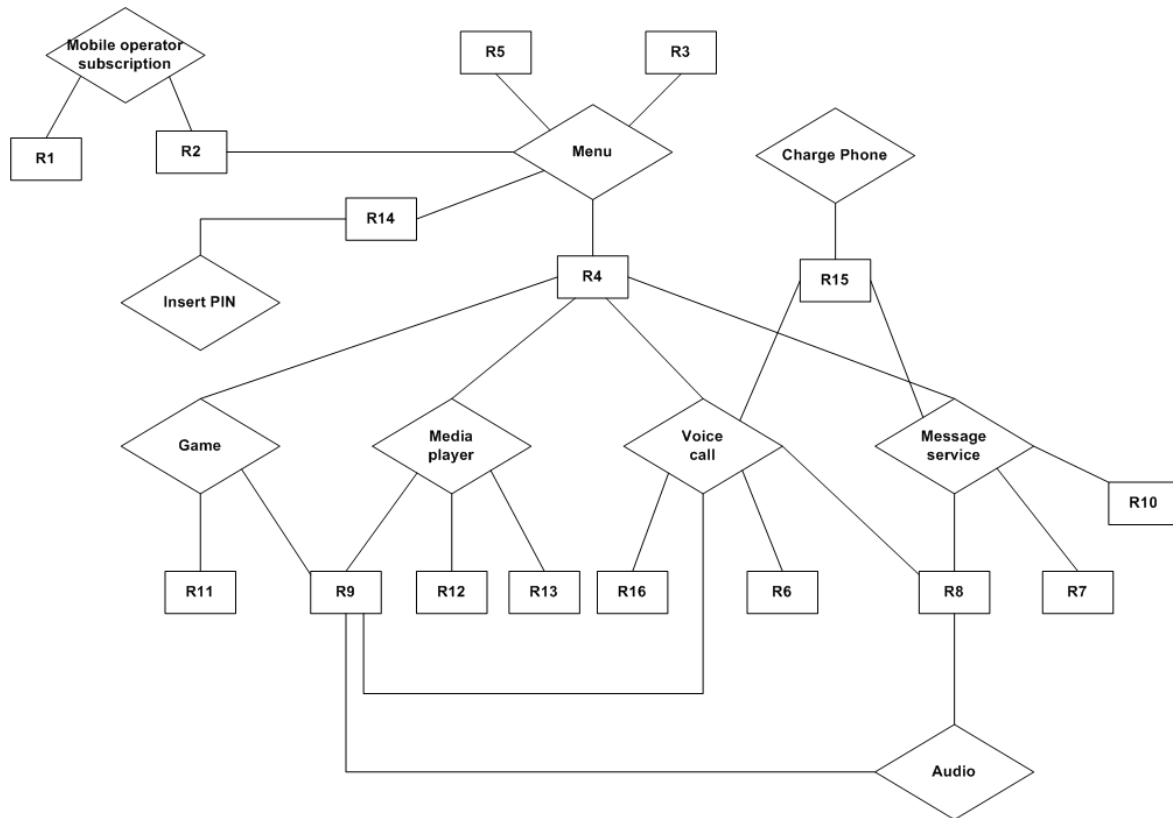 Mobile operator
subscription
R5
R3
R1
R2
Menu
Charge Phone
R14
R4
R15
Insert PIN
Game
Media
player
Voice
call
Message
service
R10
R11
R9
R12
R13
R16
R6
R8
R7
Audio